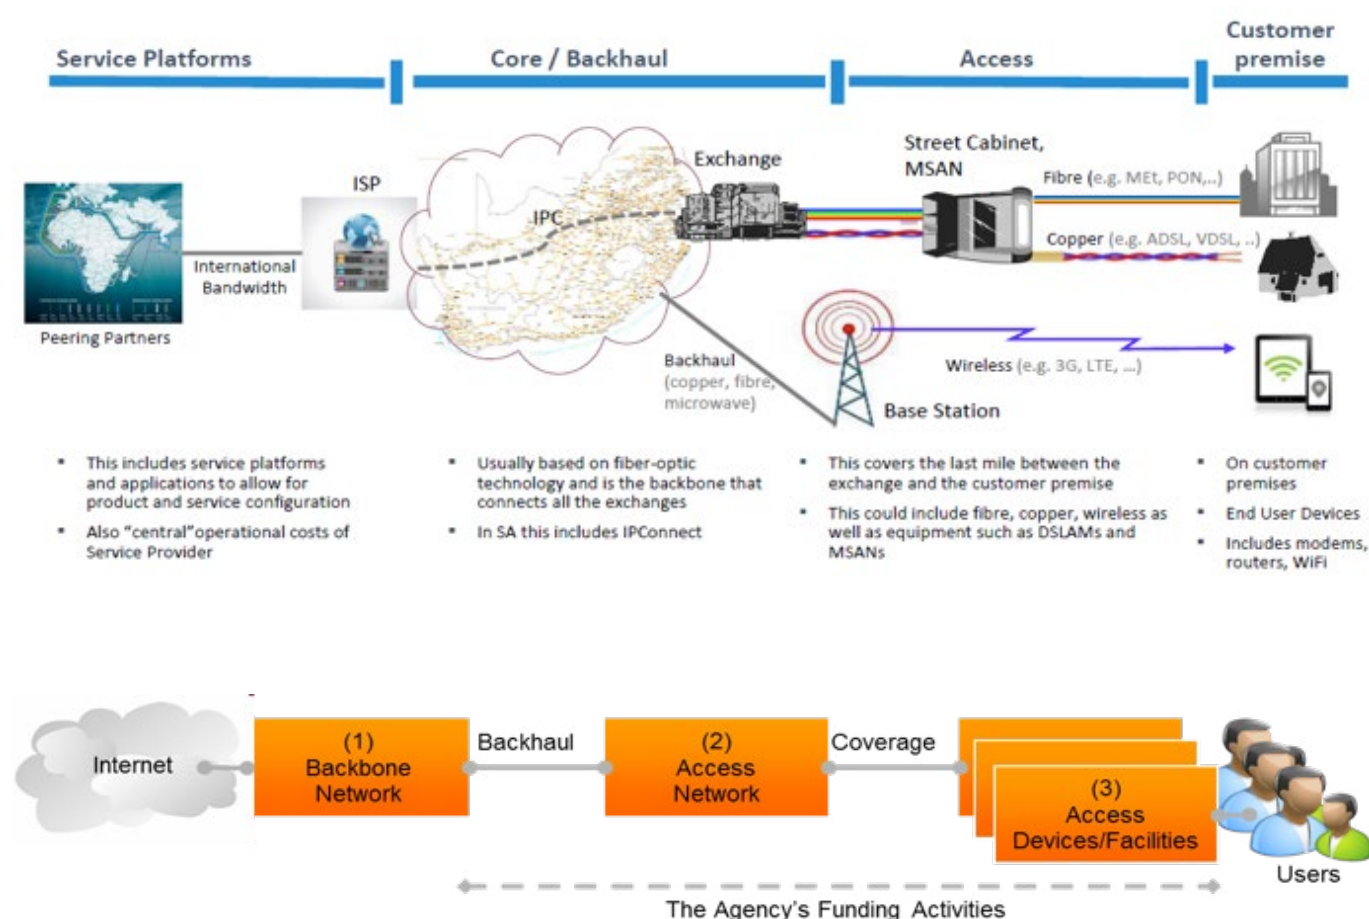 Service Platforms
Core / Backhaul
Access
Customer
premise
Street Cabinet,
MSAN
Exchange
ISP
IPC
Fibre (e.g. MEt, PON,..)
Copper (e.g. ADSL, VDSL, ..)
International
Bandwidth
Peering Partners
Backhaul
(copper, fibre,
microwave)
Wireless (e.g. 3G, LTE, ...)
Base Station
▪ This includes service platforms
and applications to allow for
product and service configuration
▪ Also “central”operational costs of
Service Provider
▪ Usually based on fiber-optic
technology and is the backbone that
connects all the exchanges
▪ In SA this includes IPConnect
▪ This covers the last mile between the
exchange and the customer premise
▪ This could include fibre, copper, wireless as
well as equipment such as DSLAMs and
MSANs
▪ On customer
premises
▪ End User Devices
▪ Includes modems,
routers, WiFi
Internet
(1)
Backbone
Network
Backhaul
(2)
Access
Network
Coverage
(3)
Access
Devices/Facilities
Users
The Agency's Funding Activities